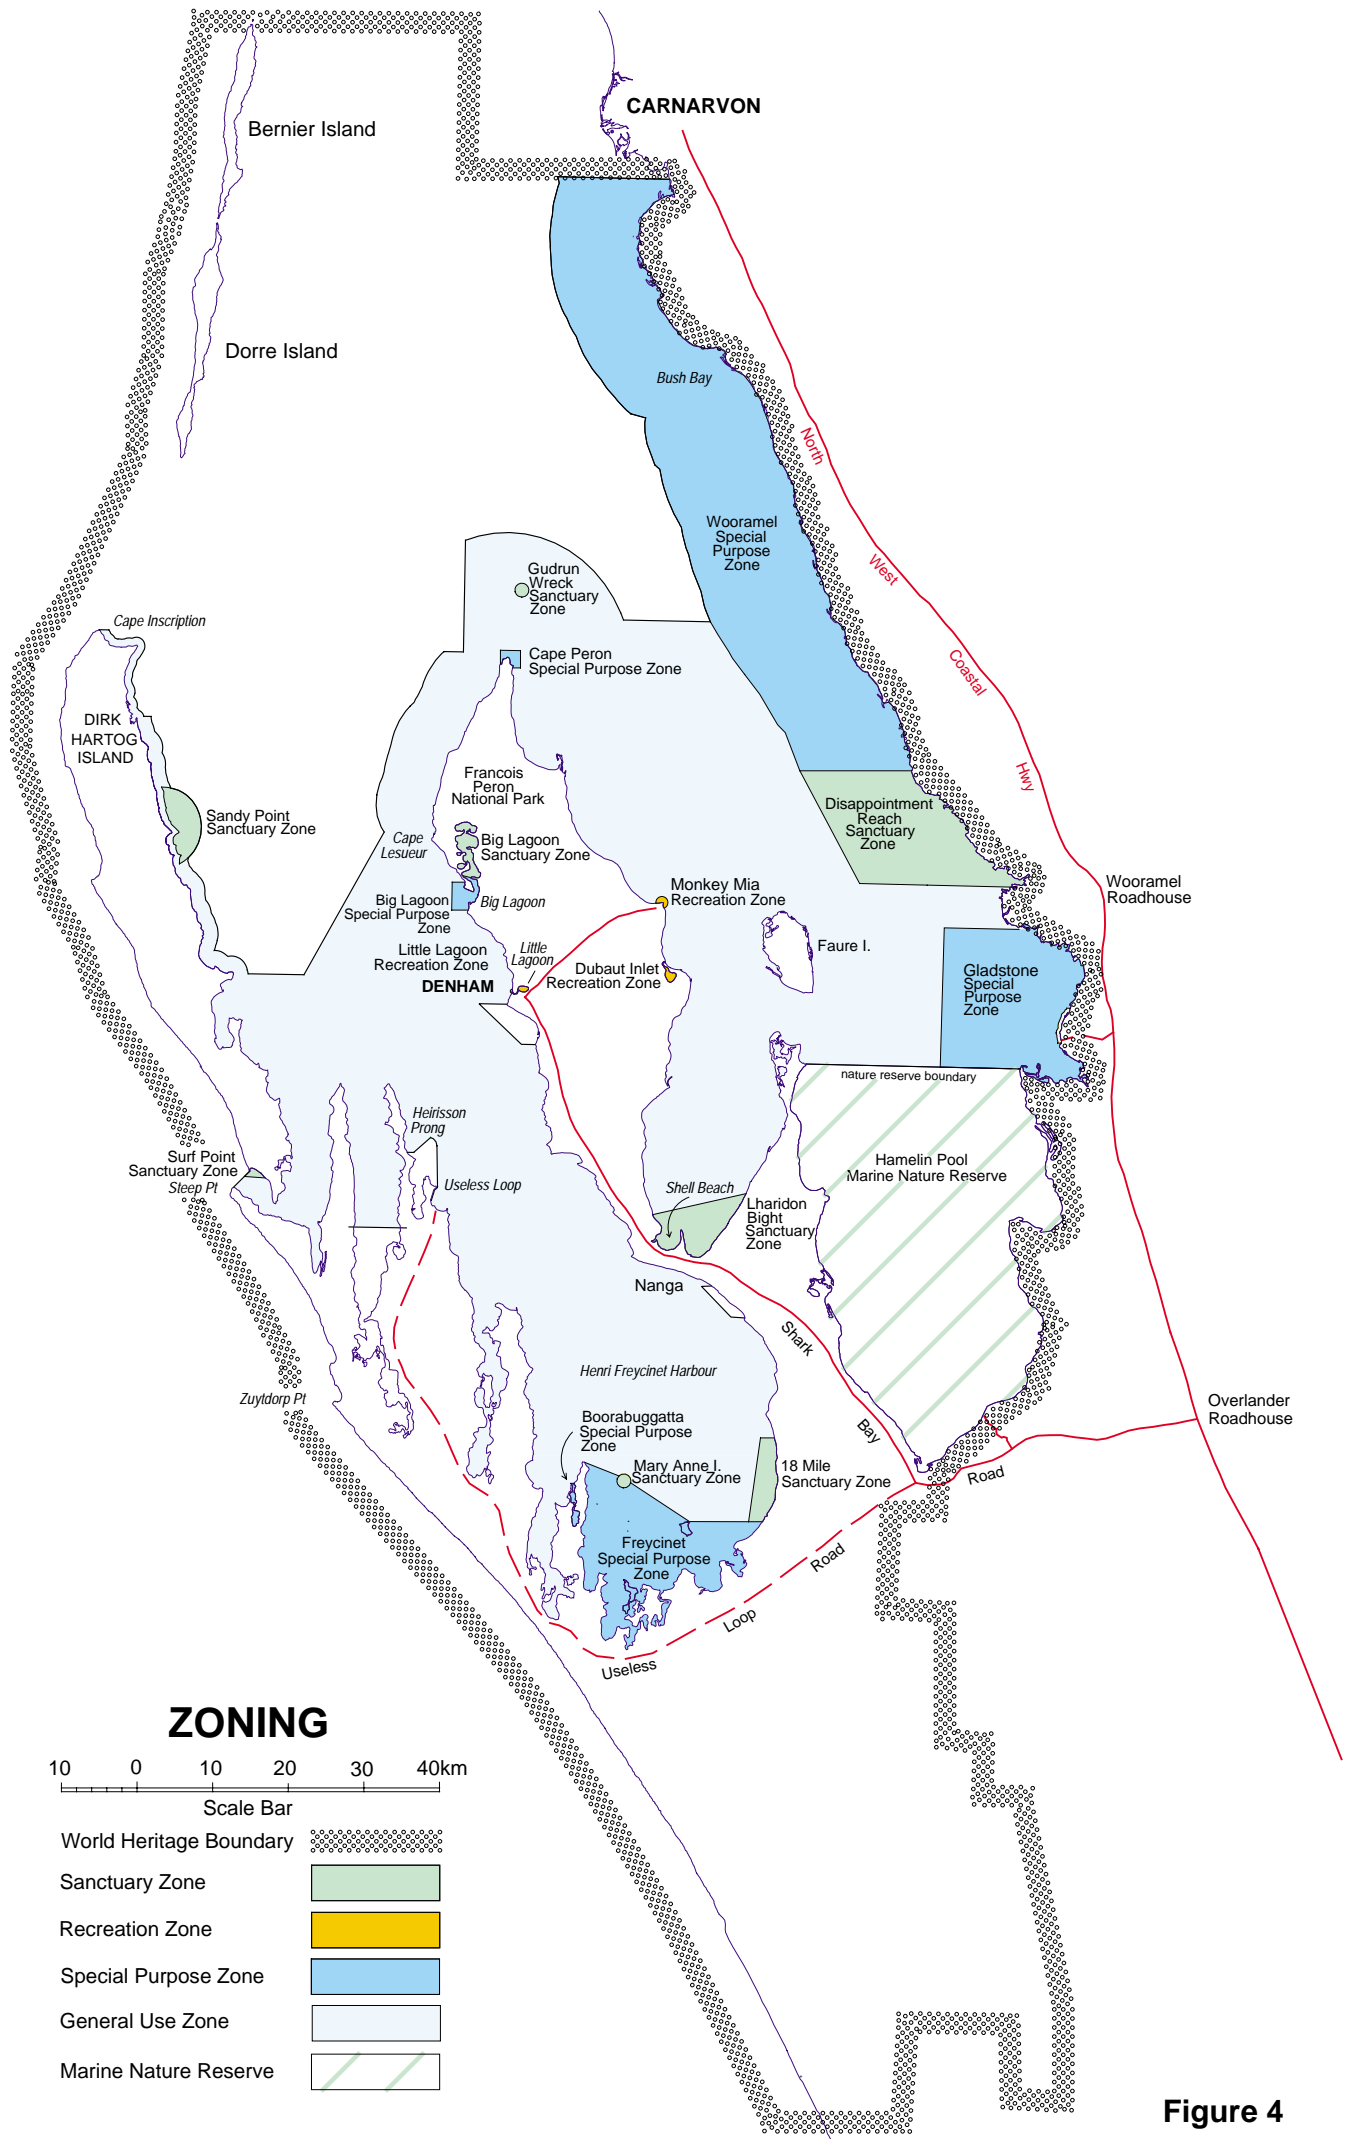 CARNARVON
Bernier Island
Dorre Island
Bush Bay
North
West
Coastal
Hwy
Wooramel
Special
Purpose
Zone
Gudrun
Wreck
Sanctuary
Zone
Cape Inscription
Cape Peron
Special Purpose Zone
DIRK
HARTOG
ISLAND
Francois
Peron
National Park
Sandy Point
Sanctuary Zone
Disappointment
Reach
Sanctuary
Zone
Cape
Lesueur
Big Lagoon
Sanctuary Zone
Monkey Mia
Recreation Zone
Wooramel
Roadhouse
Big Lagoon
Special Purpose
Zone
Big Lagoon
Little Lagoon
Recreation Zone
Little
Lagoon
DENHAM
Dubaut Inlet
Recreation Zone
Faure I.
Gladstone
Special
Purpose
Zone
nature reserve boundary
Heirisson
Prong
Surf Point
Sanctuary Zone
Steep Pt
Useless Loop
Shell Beach
Lharidon
Bight
Sanctuary
Zone
Hamelin Pool
Marine Nature Reserve
Nanga
Shark
Bay
Road
Henri Freycinet Harbour
Zuytdorp Pt
Overlander
Roadhouse
Boorabuggatta
Special Purpose
Zone
Mary Anne I.
Sanctuary Zone
18 Mile
Sanctuary Zone
Freycinet
Special Purpose
Zone
Useless
Loop
Road
ZONING
10 0 10 20 30 40km
Scale Bar
World Heritage Boundary
Sanctuary Zone
Recreation Zone
Special Purpose Zone
General Use Zone
Marine Nature Reserve
Figure 4